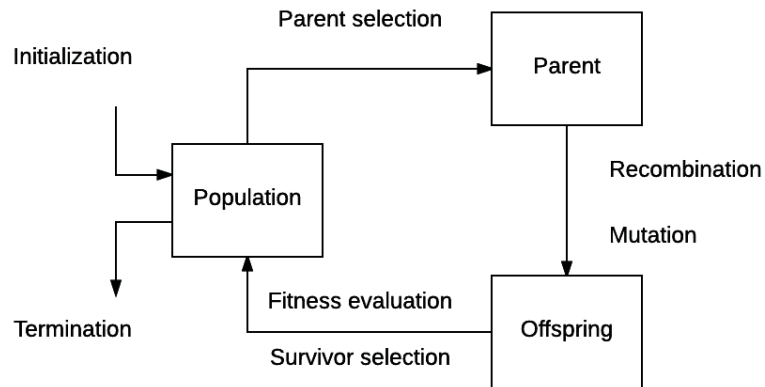 Parent selection
Initialization
Parent
Recombination
Population
Mutation
Fitness evaluation
Termination
Offspring
Survivor selection